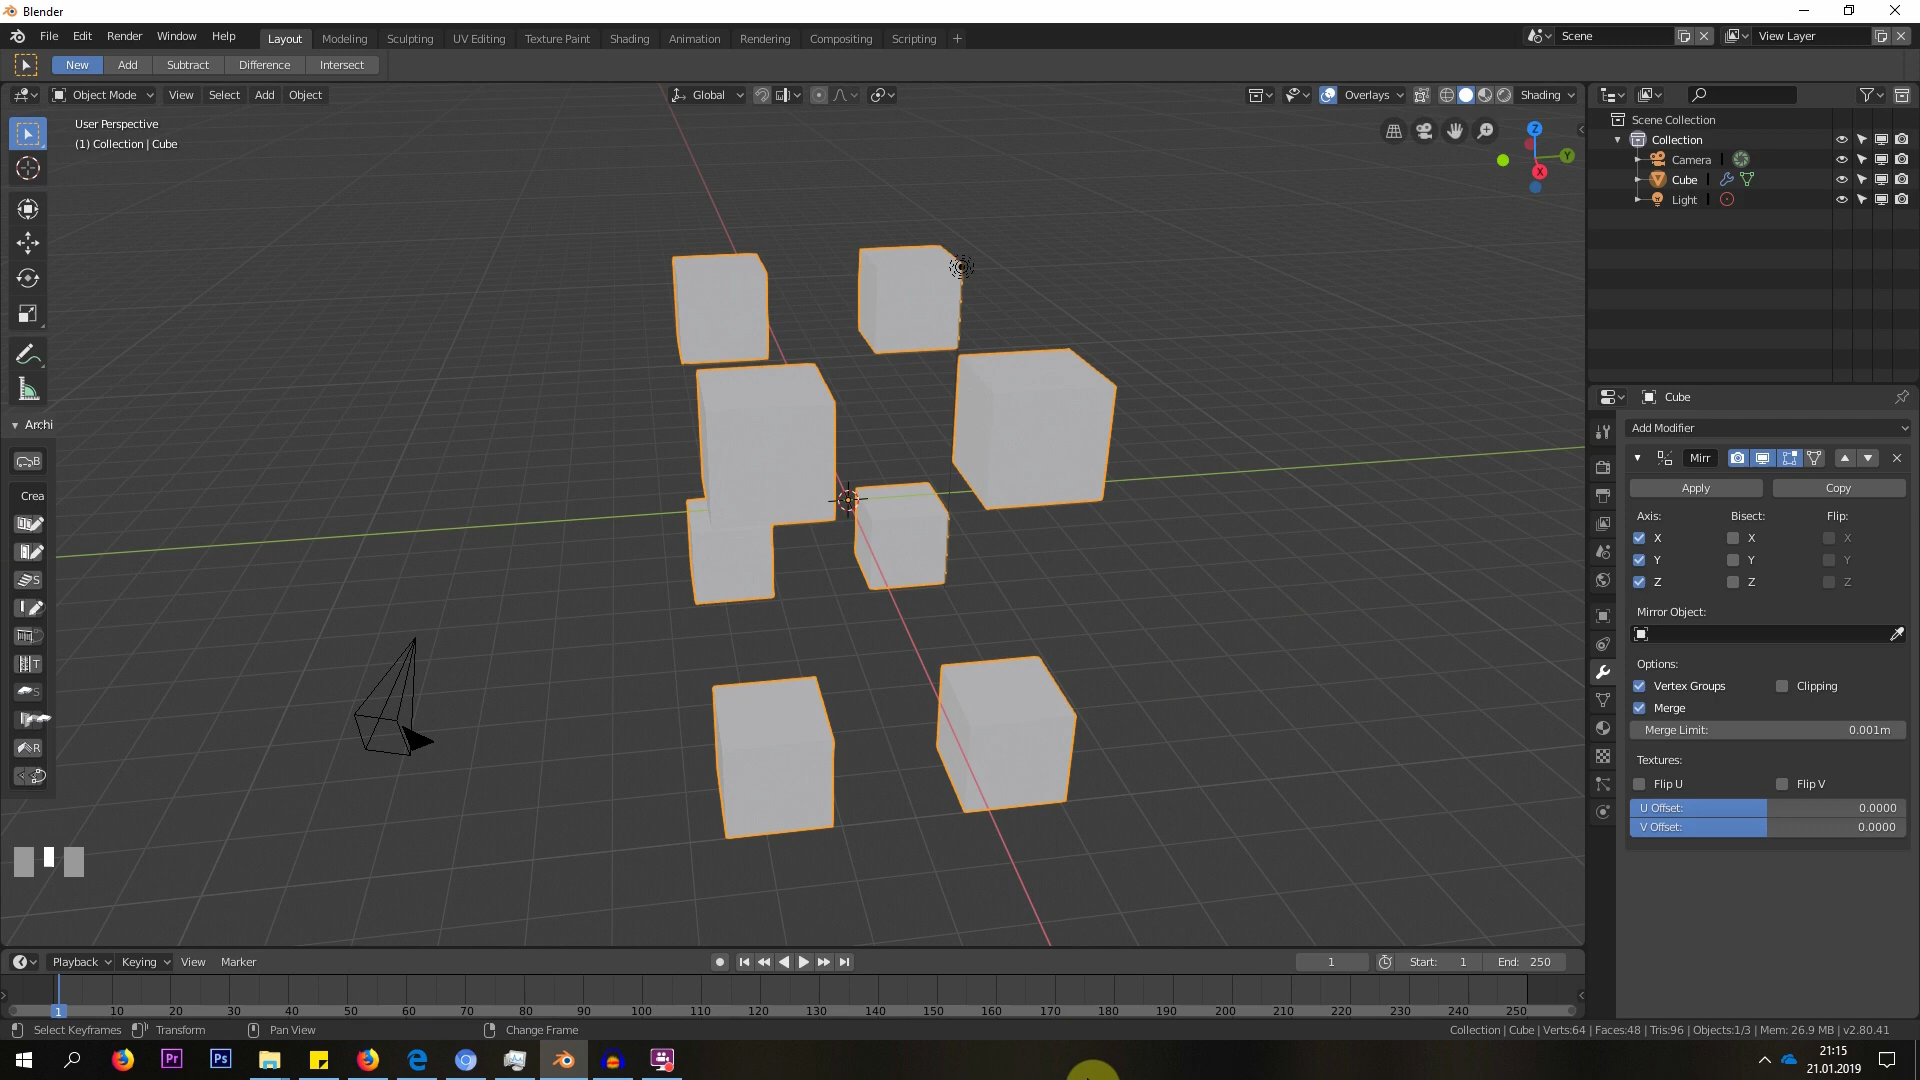 Blender
File Edit Render Window Help Layout Modeling Sculpting UV Editing Texture Paint Shading Animation Rendering Compositing Scripting + Scene View Layer
New Add Subtract Difference Intersect
Object Mode View Select Add Object Global Overlays Shading
User Perspective
(1) Collection | Cube
Z
Y
X
Scene Collection
Collection
Camera
Cube
Light
Archi
B
Crea
S
T
S
R
Cube
Add Modifier
Mirr
Apply Copy
Axis: Bisect: Flip:
X X X
Y Y Y
Z Z Z
Mirror Object:
Options:
Vertex Groups Clipping
Merge
Merge Limit: 0.001m
Textures:
Flip U Flip V
U Offset: 0.0000
V Offset: 0.0000
Playback Keying View Marker 1 Start: 1 End: 250
1 10 20 30 40 50 60 70 80 90 100 110 120 130 140 150 160 170 180 190 200 210 220 230 240 250
Select Keyframes Transform Pan View Change Frame Collection | Cube | Verts:64 | Faces:48 | Tris:96 | Objects:1/3 | Mem: 26.9 MB | v2.80.41
Pr Ps
21:15
21.01.2019